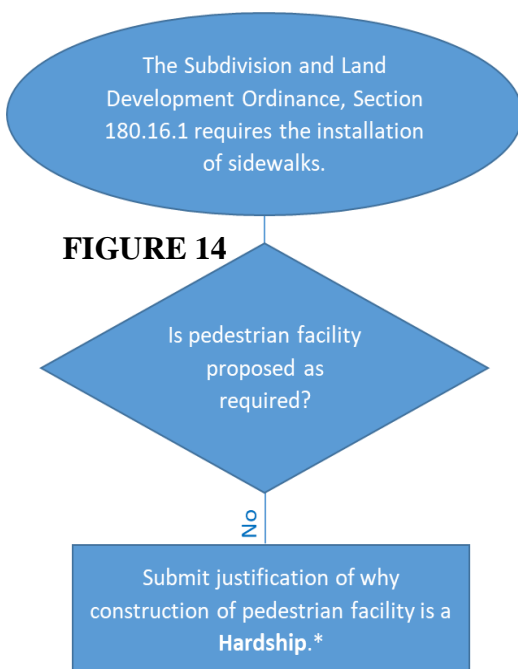 The Subdivision and Land
Development Ordinance, Section
180.16.1 requires the installation
of sidewalks.
FIGURE 14
Is pedestrian facility
proposed as
required?
No
Submit justification of why
construction of pedestrian facility is a
Hardship.*